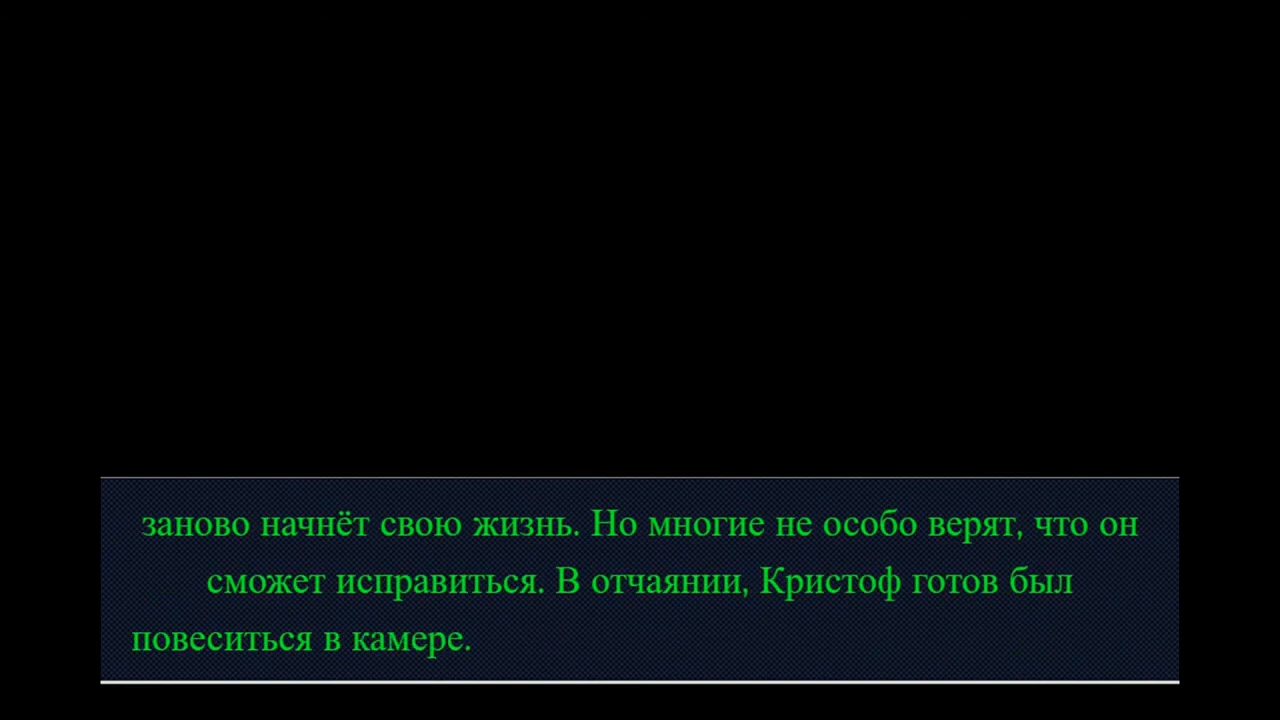 заново начнёт свою жизнь. Но многие не особо верят, что он
сможет исправиться. В отчаянии, Кристоф готов был
повеситься в камере.